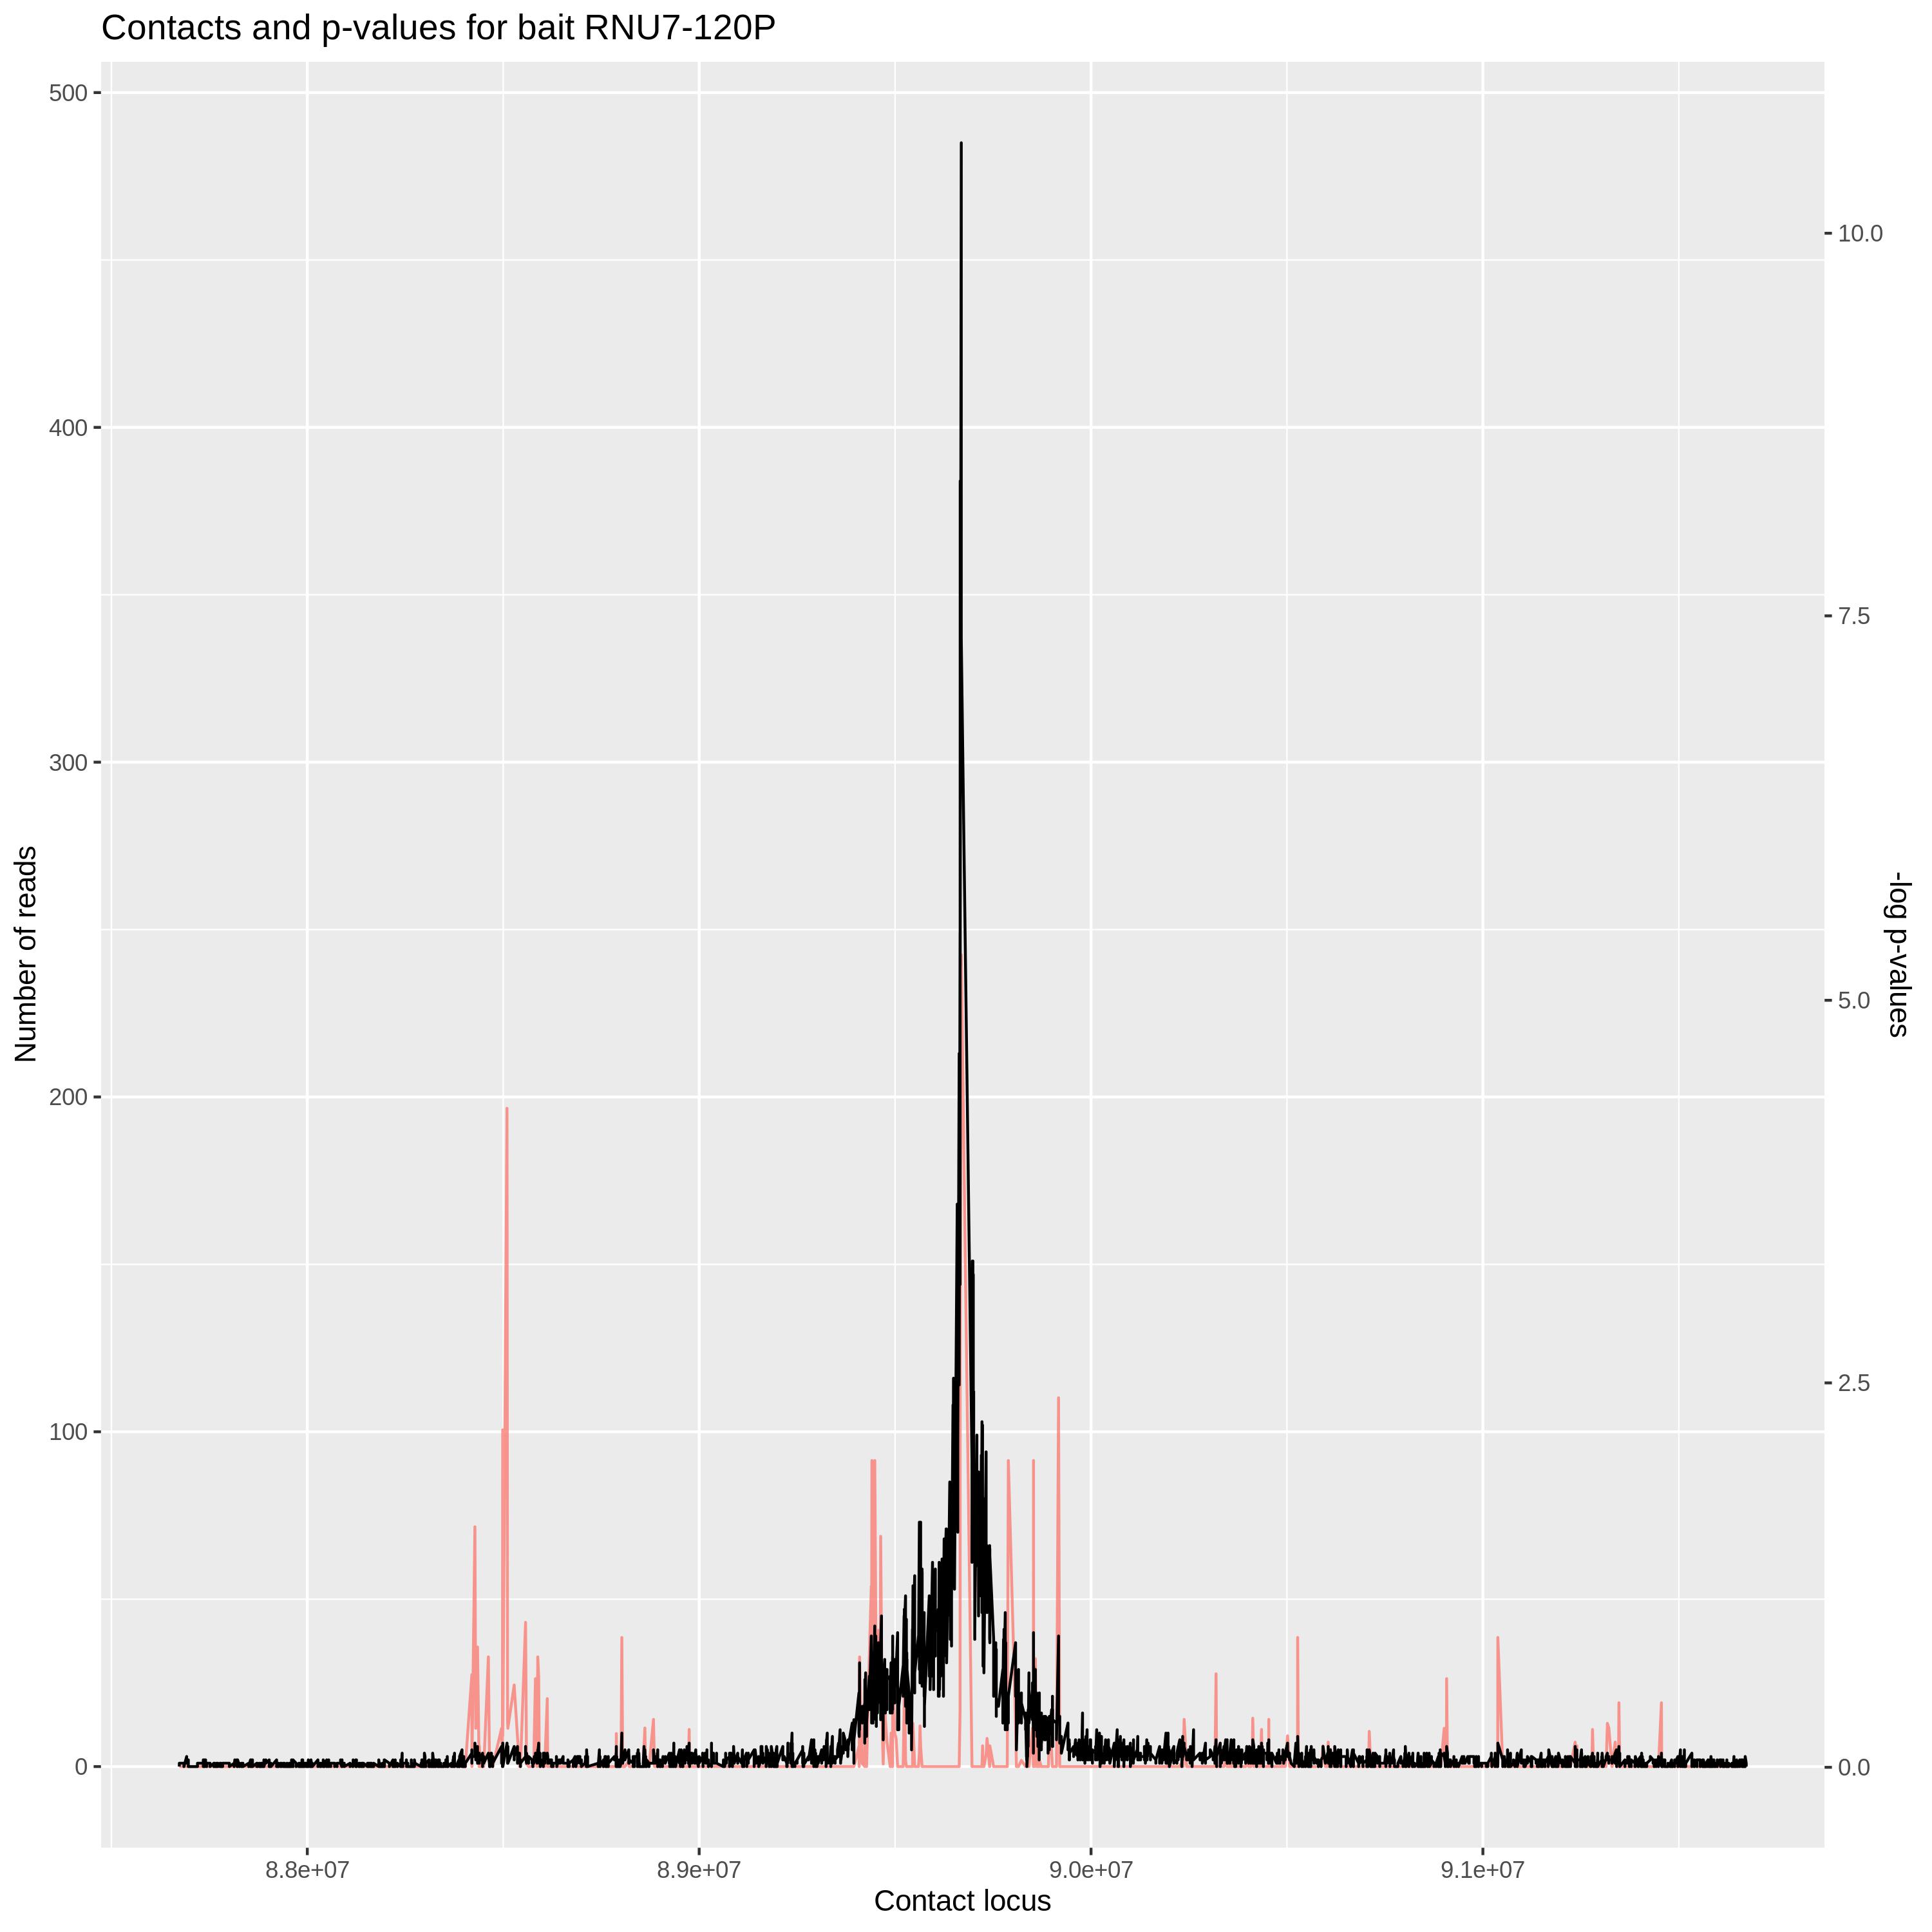 Contacts and p-values for bait RNU7-120P
500
400
300
200
100
0
Number of reads
10.0
7.5
5.0
2.5
0.0
-log p-values
8.8e+07
8.9e+07
9.0e+07
9.1e+07
Contact locus